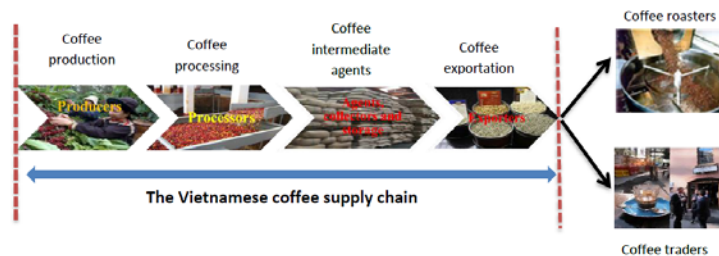 Coffee roasters
Coffee
production
Coffee
processing
Coffee
intermediate
agents
Coffee
exportation
Producers
Processors
Agents,
collectors and
storage
Exporters
The Vietnamese coffee supply chain
Coffee traders